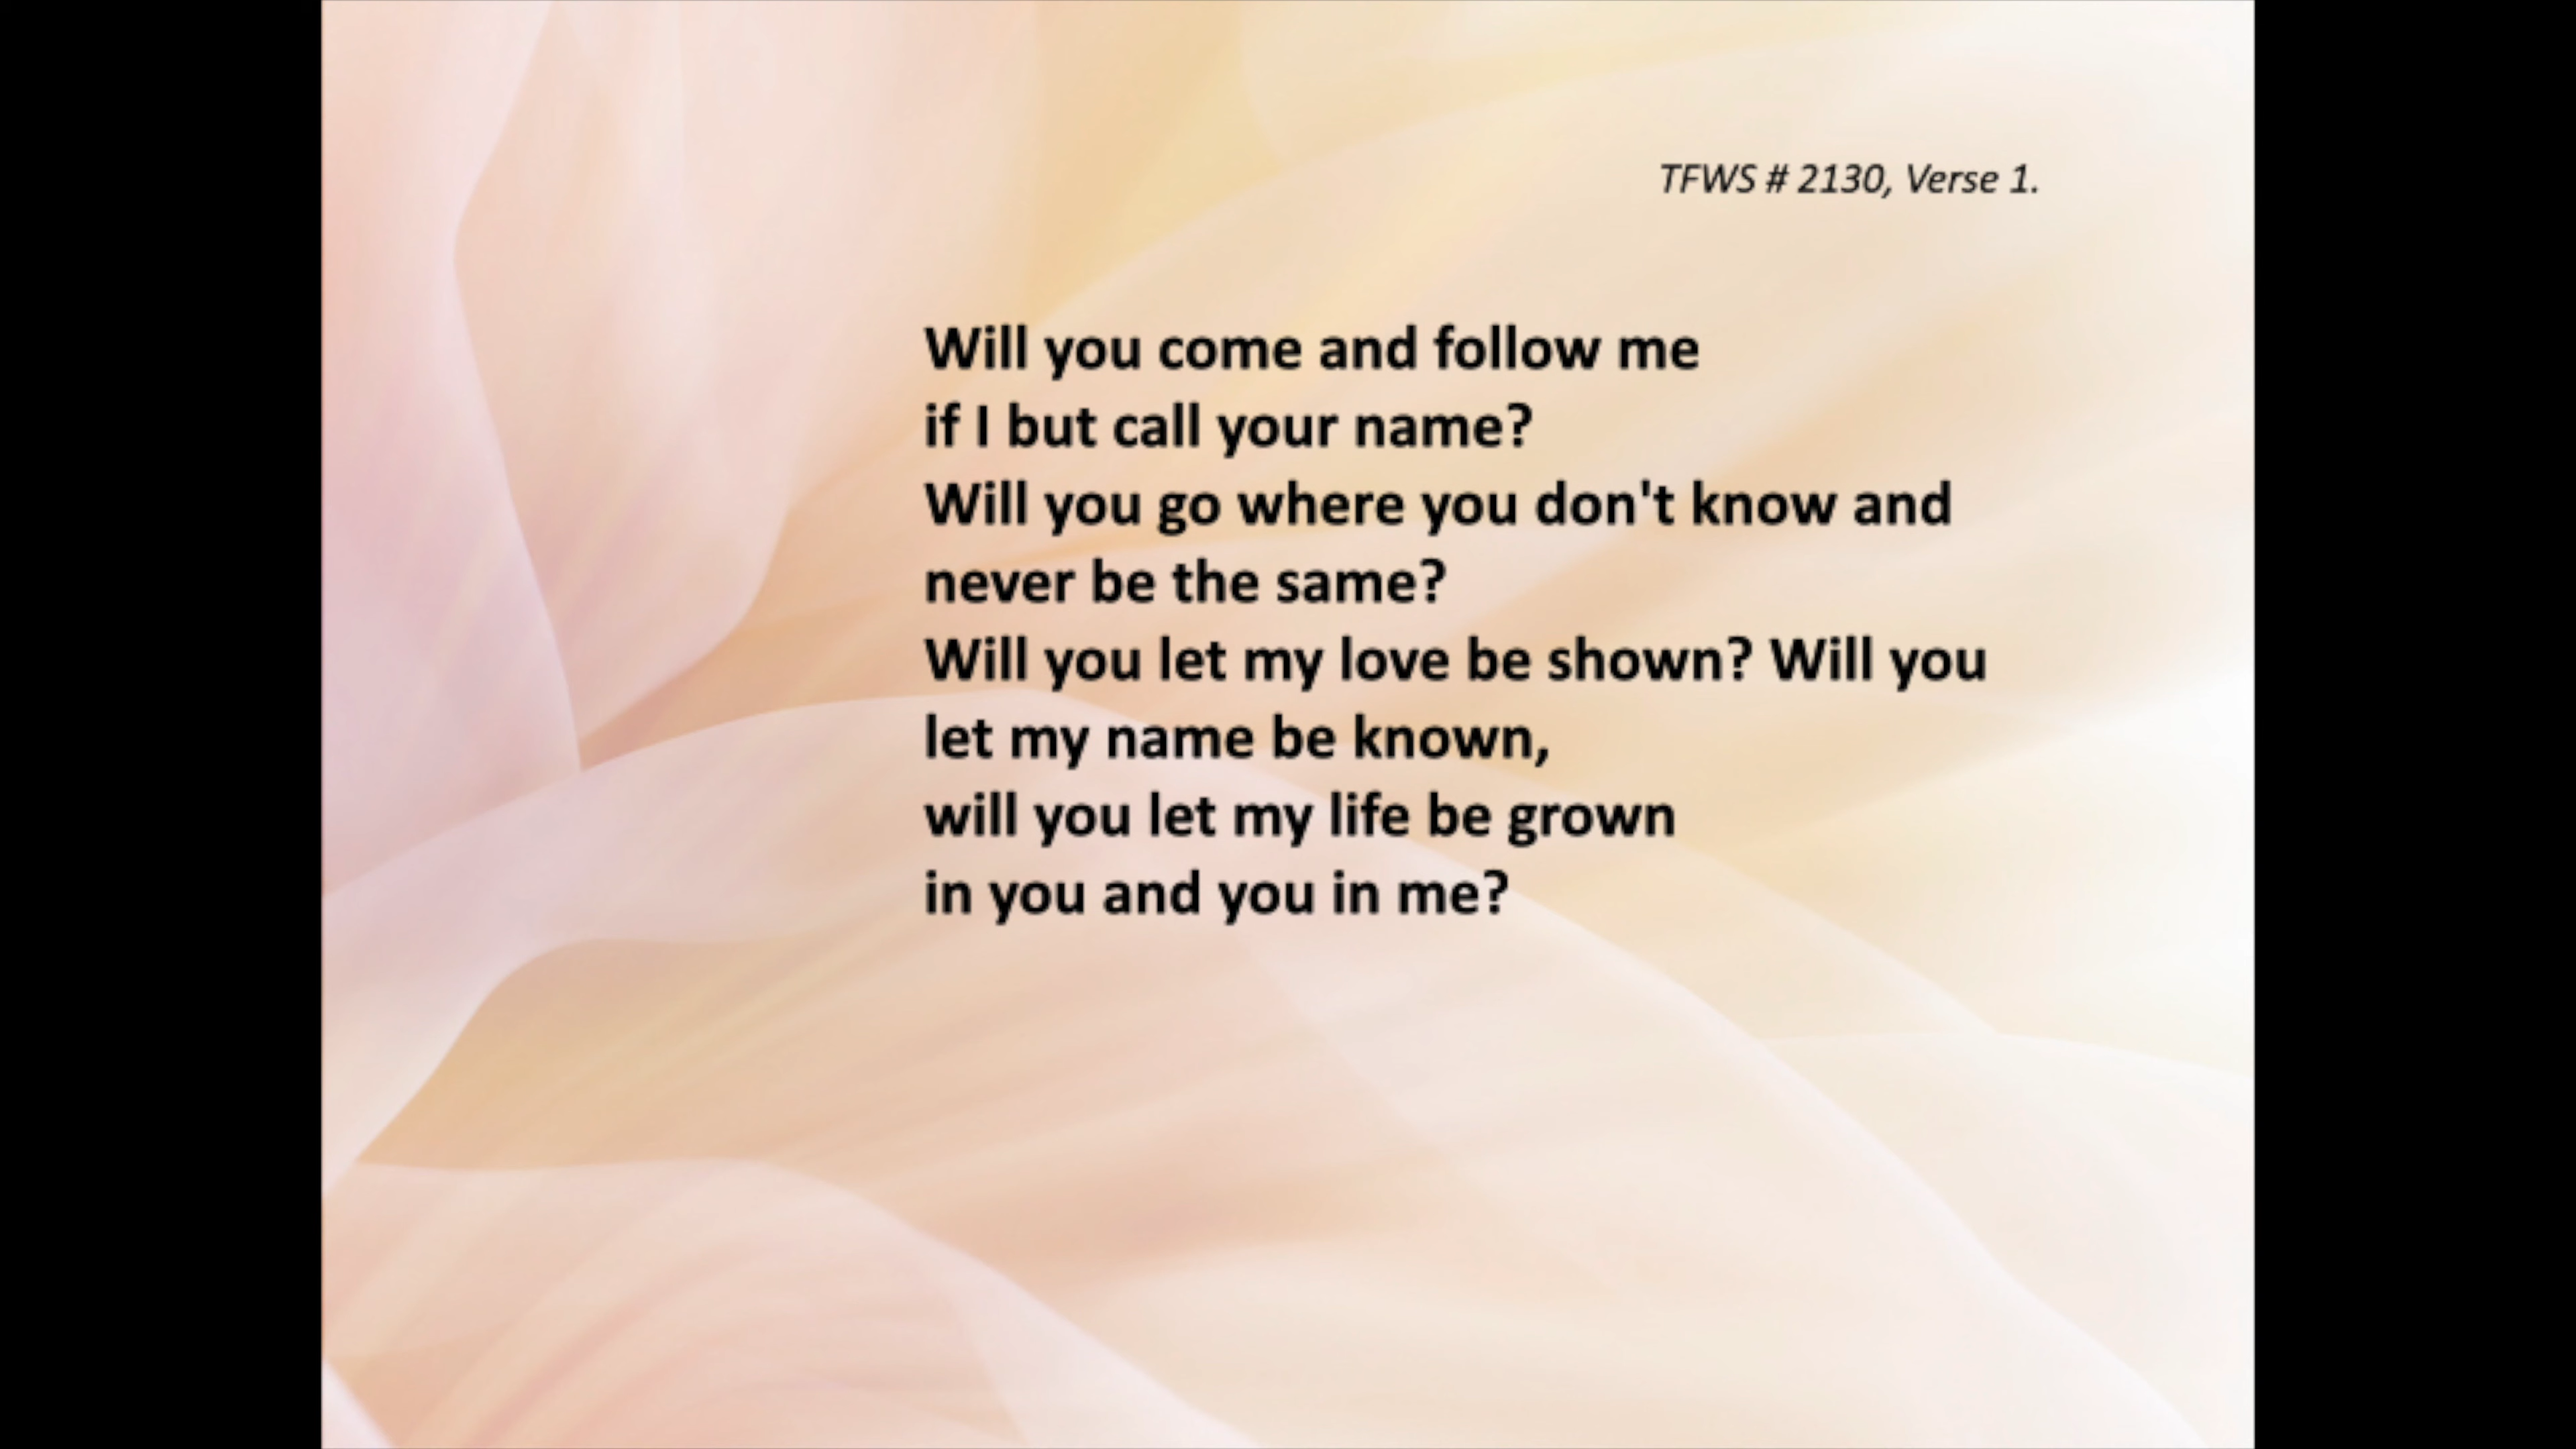 TFWS # 2130, Verse 1.
Will you come and follow me
if I but call your name?
Will you go where you don't know and
never be the same?
Will you let my love be shown? Will you
let my name be known,
will you let my life be grown
in you and you in me?